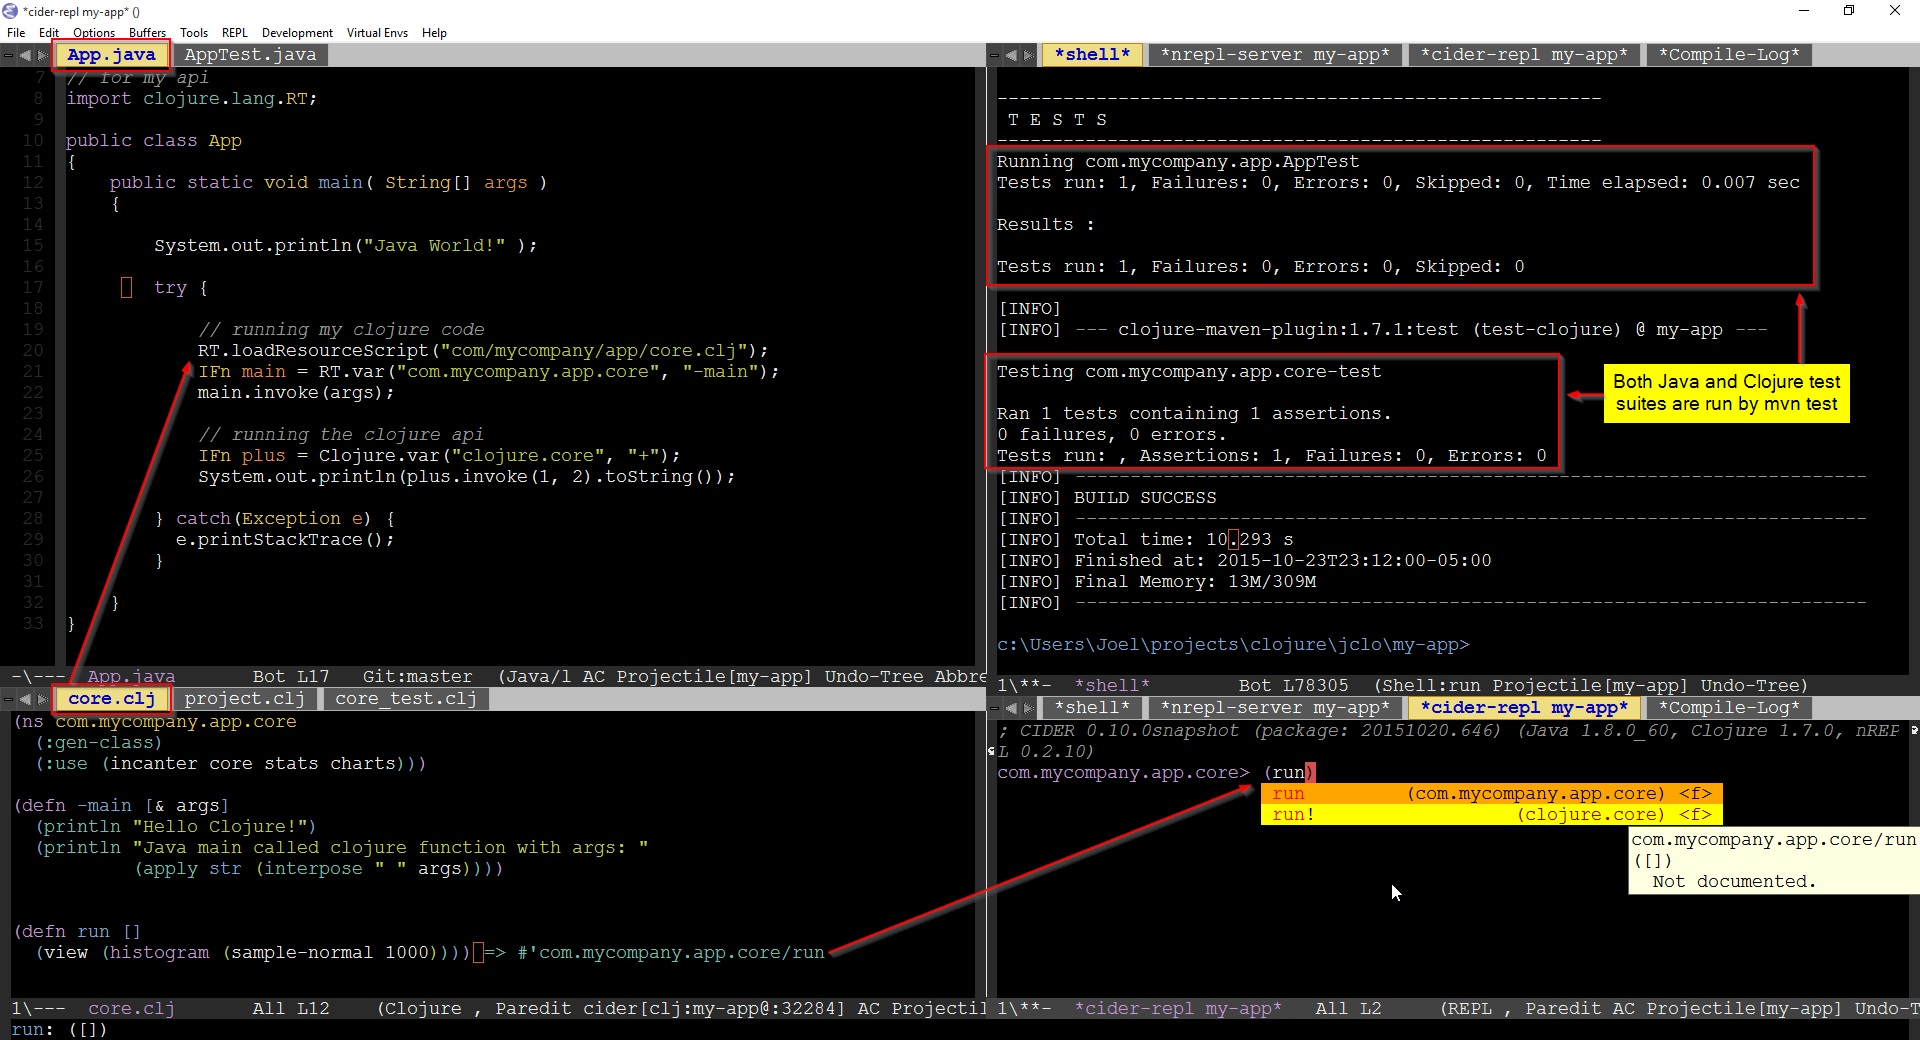 *cider-repl my-app* ()
File Edit Options Buffers Tools REPL Development Virtual Envs Help
App.java AppTest.java
7 // for my api
8 import clojure.lang.RT;
9
10 public class App
11 {
12 public static void main( String[] args )
13 {
14
15 System.out.println("Java World!" );
16
17 try {
18
19 // running my clojure code
20 RT.loadResourceScript("com/mycompany/app/core.clj");
21 IFn main = RT.var("com.mycompany.app.core", "-main");
22 main.invoke(args);
23
24 // running the clojure api
25 IFn plus = Clojure.var("clojure.core", "+");
26 System.out.println(plus.invoke(1, 2).toString());
27
28 } catch(Exception e) {
29 e.printStackTrace();
30 }
31
32 }
33 }
-\--- App.java Bot L17 Git:master (Java/l AC Projectile[my-app] Undo-Tree Abbre
core.clj project.clj core_test.clj
(ns com.mycompany.app.core
(:gen-class)
(:use (incanter core stats charts)))
(defn -main [& args]
(println "Hello Clojure!")
(println "Java main called clojure function with args: "
(apply str (interpose " " args))))
(defn run []
(view (histogram (sample-normal 1000)))) => #'com.mycompany.app.core/run
1\--- core.clj All L12 (Clojure , Paredit cider[clj:my-app@:32284] AC Projectil
run: ([])
*shell* *nrepl-server my-app* *cider-repl my-app* *Compile-Log*
-------------------------------------------------------
T E S T S
-------------------------------------------------------
Running com.mycompany.app.AppTest
Tests run: 1, Failures: 0, Errors: 0, Skipped: 0, Time elapsed: 0.007 sec
Results :
Tests run: 1, Failures: 0, Errors: 0, Skipped: 0
[INFO]
[INFO] --- clojure-maven-plugin:1.7.1:test (test-clojure) @ my-app ---
Testing com.mycompany.app.core-test
Ran 1 tests containing 1 assertions.
0 failures, 0 errors.
Tests run: , Assertions: 1, Failures: 0, Errors: 0
Both Java and Clojure test
suites are run by mvn test
[INFO] ------------------------------------------------------------------------
[INFO] BUILD SUCCESS
[INFO] ------------------------------------------------------------------------
[INFO] Total time: 10.293 s
[INFO] Finished at: 2015-10-23T23:12:00-05:00
[INFO] Final Memory: 13M/309M
[INFO] ------------------------------------------------------------------------
c:\Users\Joel\projects\clojure\jclo\my-app>
1\**- *shell* Bot L78305 (Shell:run Projectile[my-app] Undo-Tree)
*shell* *nrepl-server my-app* *cider-repl my-app* *Compile-Log*
; CIDER 0.10.0snapshot (package: 20151020.646) (Java 1.8.0_60, Clojure 1.7.0, nREP
L 0.2.10)
com.mycompany.app.core> (run)
run (com.mycompany.app.core) <f>
run! (clojure.core) <f>
com.mycompany.app.core/run
([])
Not documented.
1\**- *cider-repl my-app* All L2 (REPL , Paredit AC Projectile[my-app] Undo-T